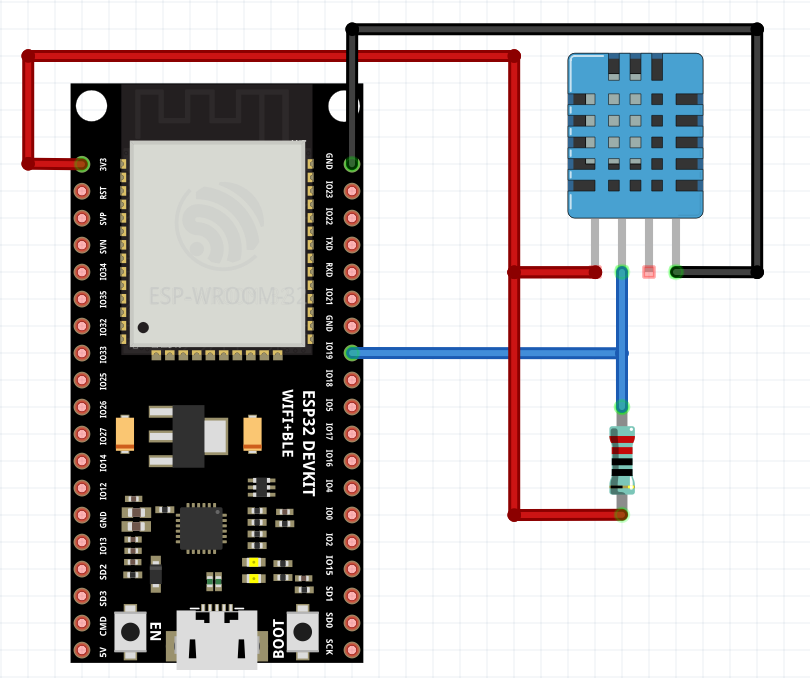 3V3
RST
SVP
SVN
IO34
IO35
IO32
IO33
IO25
IO26
IO27
IO14
IO12
GND
IO13
SD2
SD3
CMD
5V
GND
IO23
IO22
TXD
RXD
IO21
GND
IO19
IO18
IO5
IO17
IO16
IO4
IO0
IO2
IO15
SD1
SD0
SCK
ESP-WROOM-32
ESP32 DEVKIT
WIFI+BLE
EN
BOOT